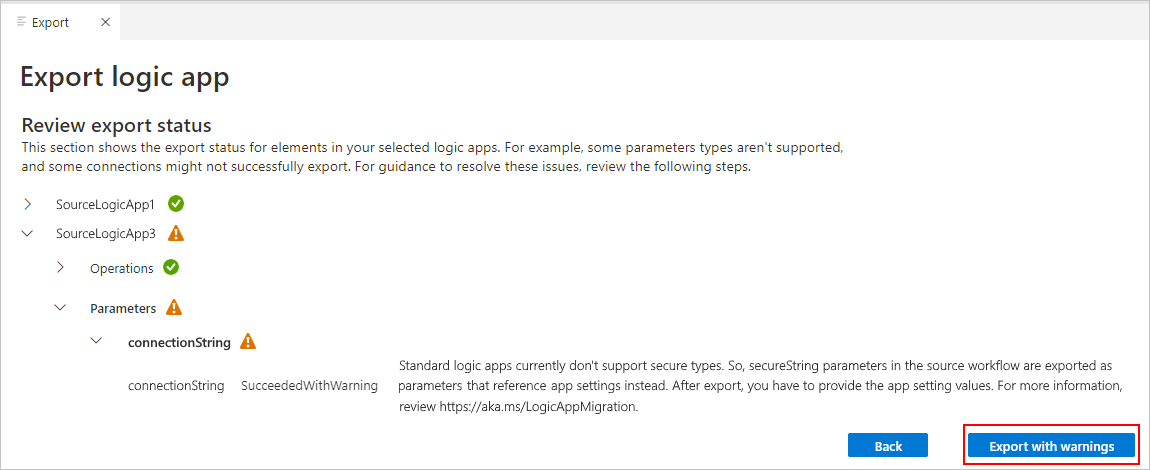 Export
Export logic app
Review export status
This section shows the export status for elements in your selected logic apps. For example, some parameters types aren't supported,
and some connections might not successfully export. For guidance to resolve these issues, review the following steps.
SourceLogicApp1
SourceLogicApp3
Operations
Parameters
connectionString
Standard logic apps currently don't support secure types. So, secureString parameters in the source workflow are exported as
connectionString SucceededWithWarning parameters that reference app settings instead. After export, you have to provide the app setting values. For more information,
review https://aka.ms/LogicAppMigration.
Back Export with warnings